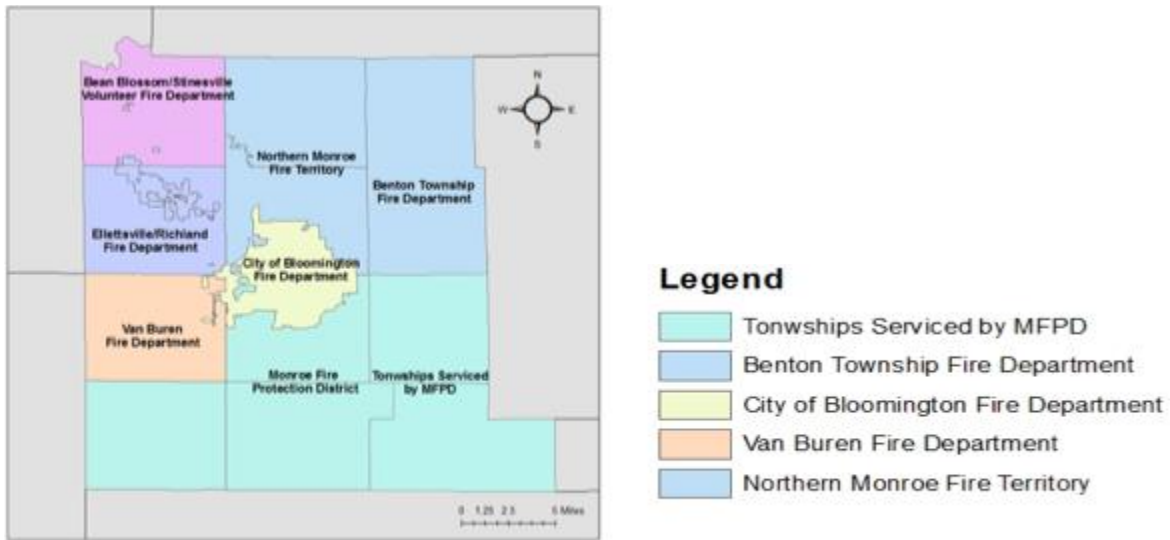 Bean Blossom/Stinesville
Volunteer Fire Department
Northern Monroe
Fire Territory
Benton Township
Fire Department
Ellettsville/Richland
Fire Department
City of Bloomington
Fire Department
Van Buren
Fire Department
Monroe Fire
Protection District
Tonwships Serviced
by MFPD
N
W
E
S
0 1.25 2.5 5 Miles
Legend
Tonwships Serviced by MFPD
Benton Township Fire Department
City of Bloomington Fire Department
Van Buren Fire Department
Northern Monroe Fire Territory